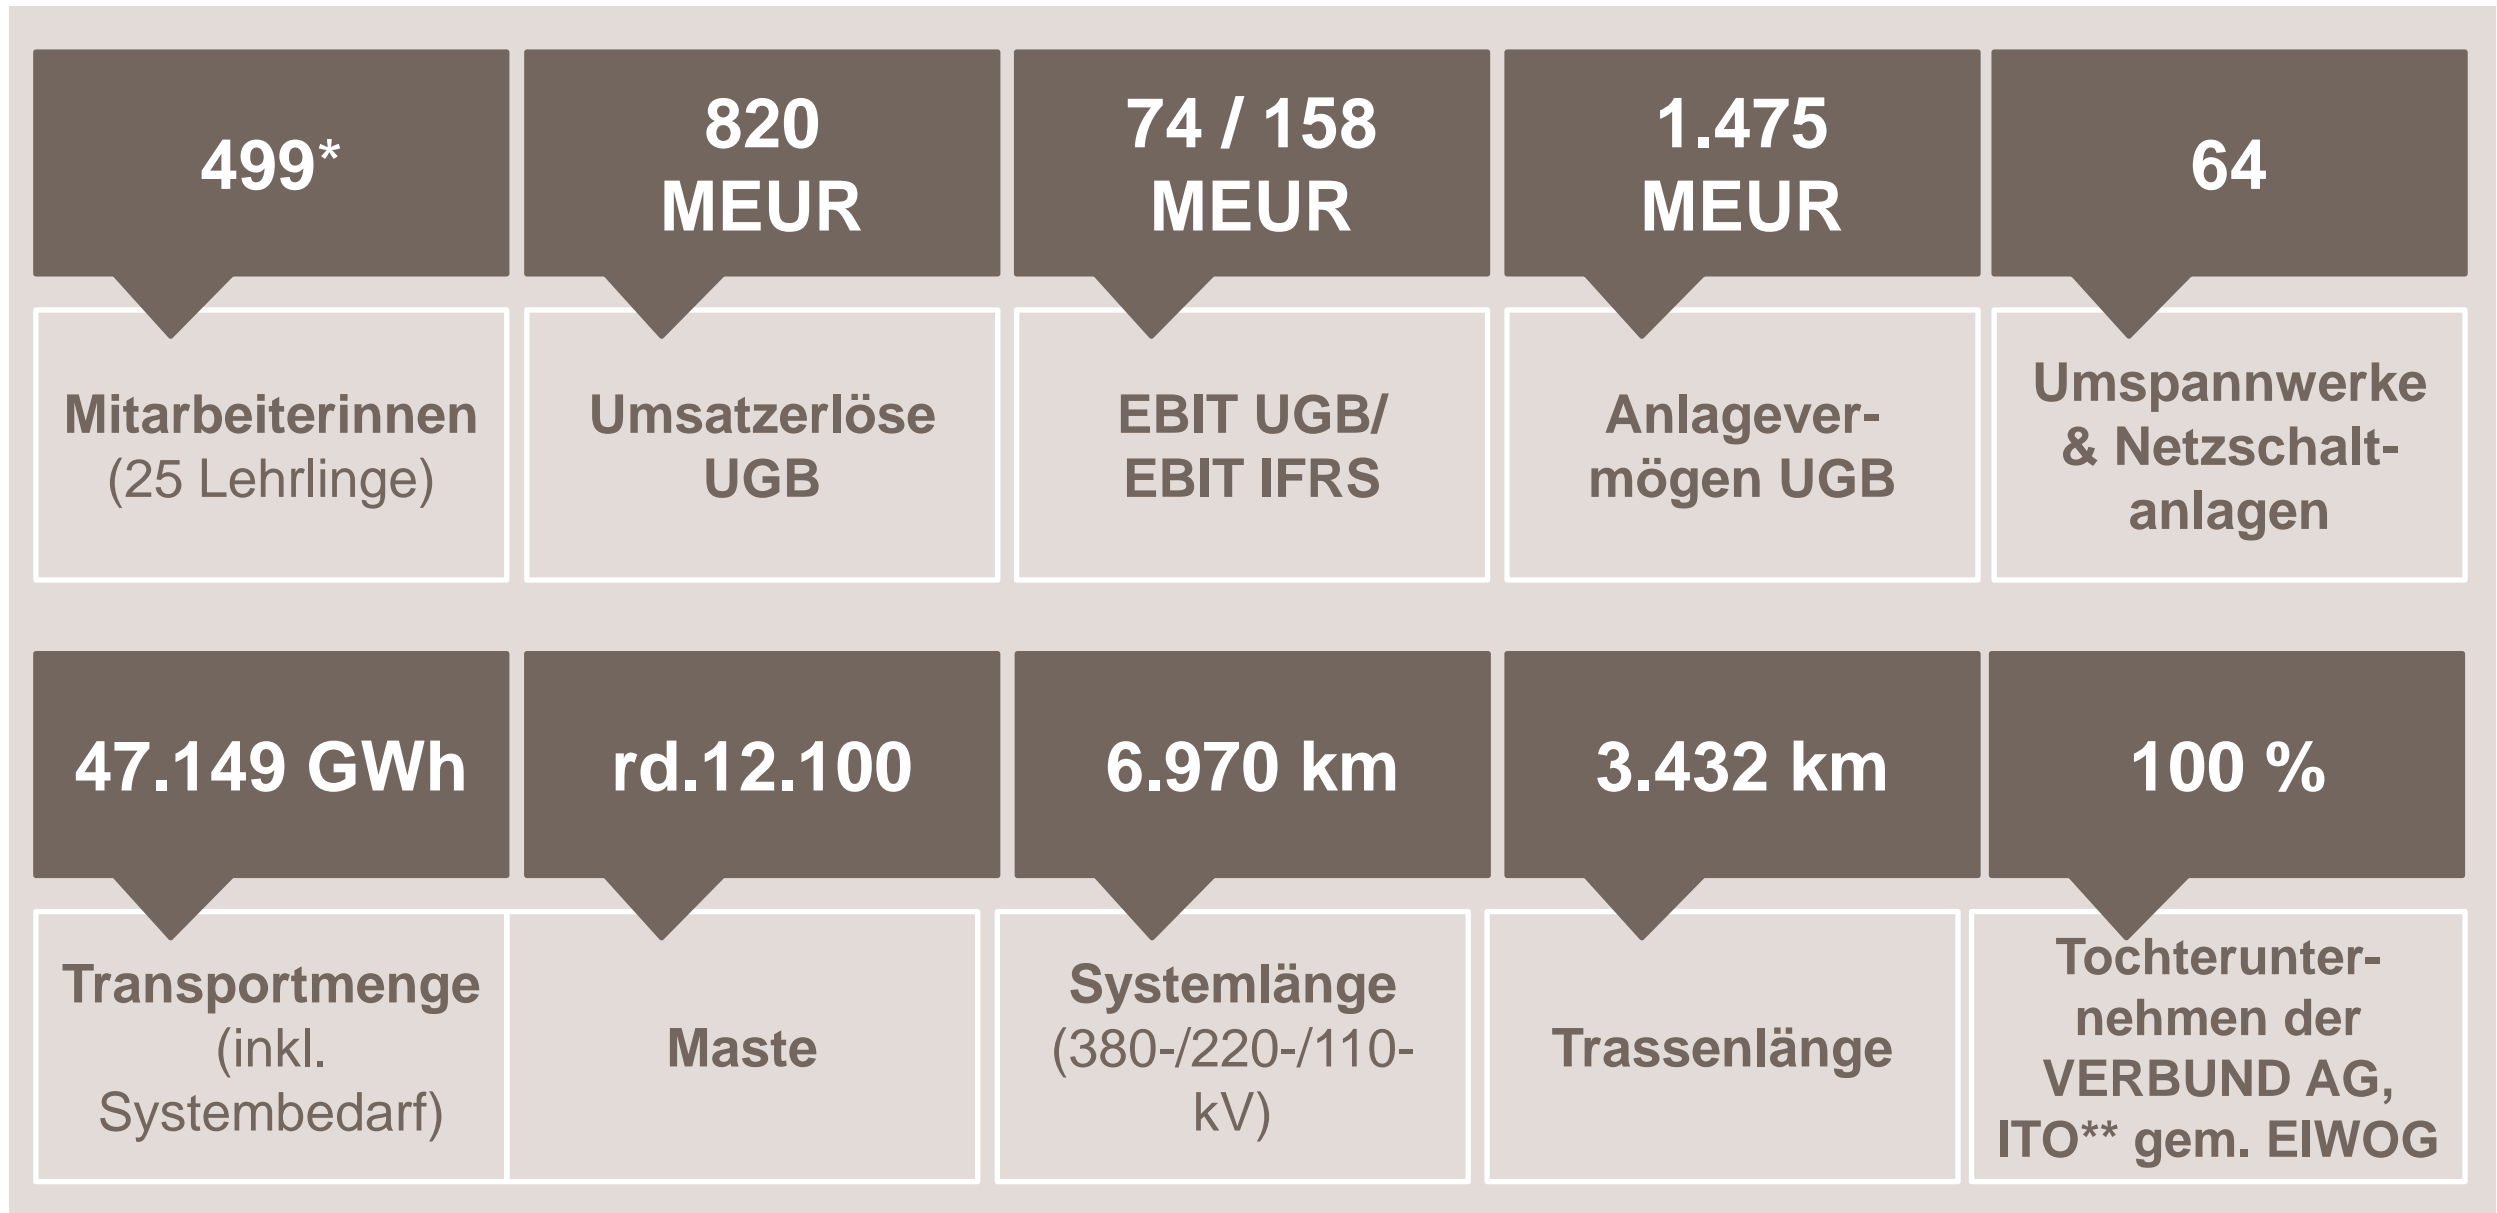 499*
Mitarbeiterinnen
(25 Lehrlinge)
820
MEUR
Umsatzerlöse
UGB
74 / 158
MEUR
EBIT UGB/
EBIT IFRS
1.475
MEUR
Anlagever-
mögen UGB
64
Umspannwerke
& Netzschalt-
anlagen
47.149 GWh
Transportmenge
(inkl.
Systembedarf)
rd.12.100
Maste
6.970 km
Systemlänge
(380-/220-/110-
kV)
3.432 km
Trassenlänge
100 %
Tochterunter-
nehmen der
VERBUND AG,
ITO** gem. ElWOG